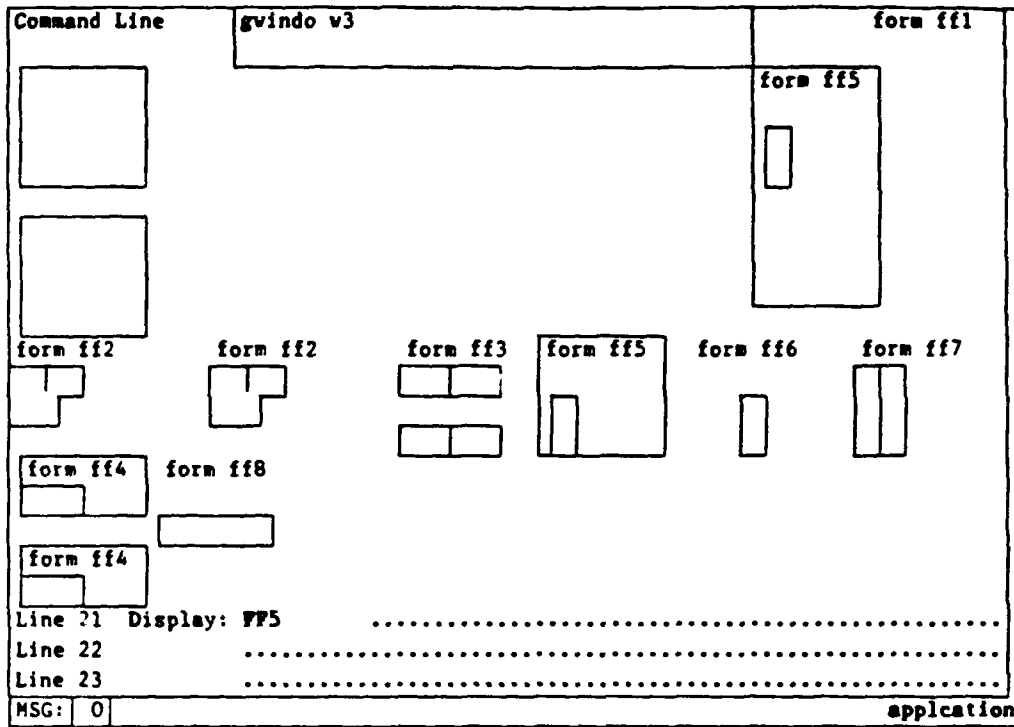 Command Line gvindo v3 form ff1
form ff5
form ff2 form ff2 form ff3 form ff5 form ff6 form ff7
form ff4 form ff8
form ff4
Line 21 Display: FF5 ................................................
Line 22 ..........................................................
Line 23 ..........................................................
MSG: 0 applcation